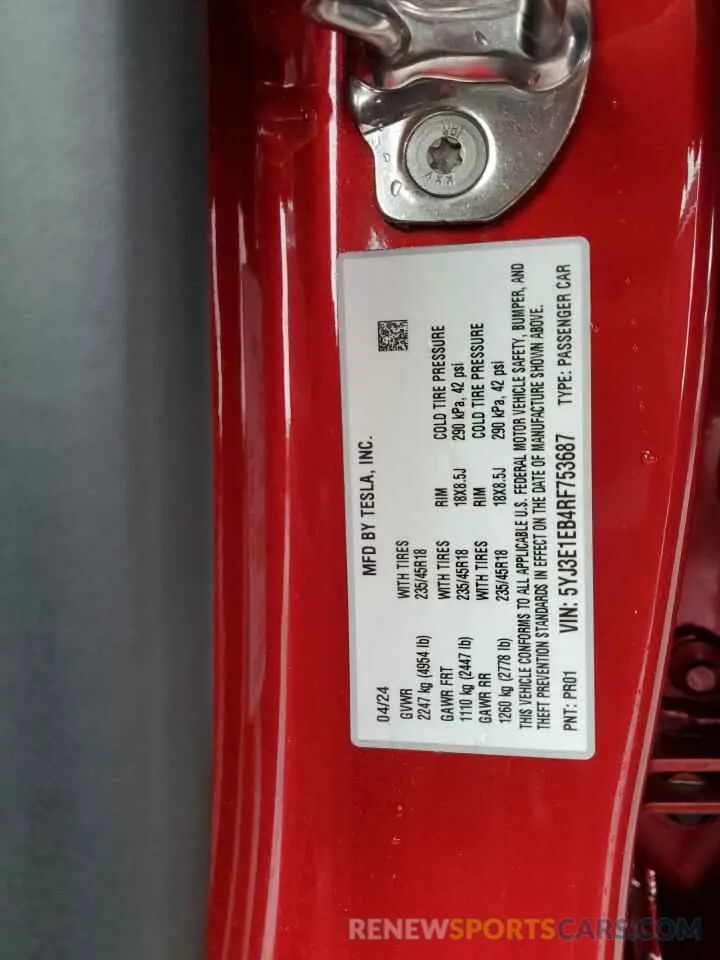 MFD BY TESLA, INC.
04/24
GVWR WITH TIRES RIM COLD TIRE PRESSURE
2247 kg (4954 lb) 235/45R18 18X8.5J 290 kPa, 42 psi
GAWR FRT WITH TIRES RIM COLD TIRE PRESSURE
1110 kg (2447 lb) 235/45R18 18X8.5J 290 kPa, 42 psi
GAWR RR WITH TIRES
1260 kg (2778 lb) 235/45R18
THIS VEHICLE CONFORMS TO ALL APPLICABLE U.S. FEDERAL MOTOR VEHICLE SAFETY, BUMPER, AND
THEFT PREVENTION STANDARDS IN EFFECT ON THE DATE OF MANUFACTURE SHOWN ABOVE.
PNT: PR01 VIN: 5YJ3E1EB4RF753687 TYPE: PASSENGER CAR
RENEWSPORTSCARS.COM